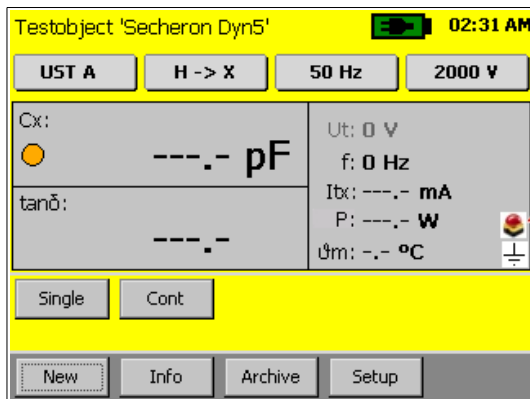 Testobject 'Secheron Dyn5' 02:31 AM
UST A H -> X 50 Hz 2000 V
Cx:
---.- pF
tanδ:
---.-
Ut: 0 V
f: 0 Hz
Itx: ---.- mA
P: ---.- W
ϑm: -.- ºC
Single Cont
New Info Archive Setup